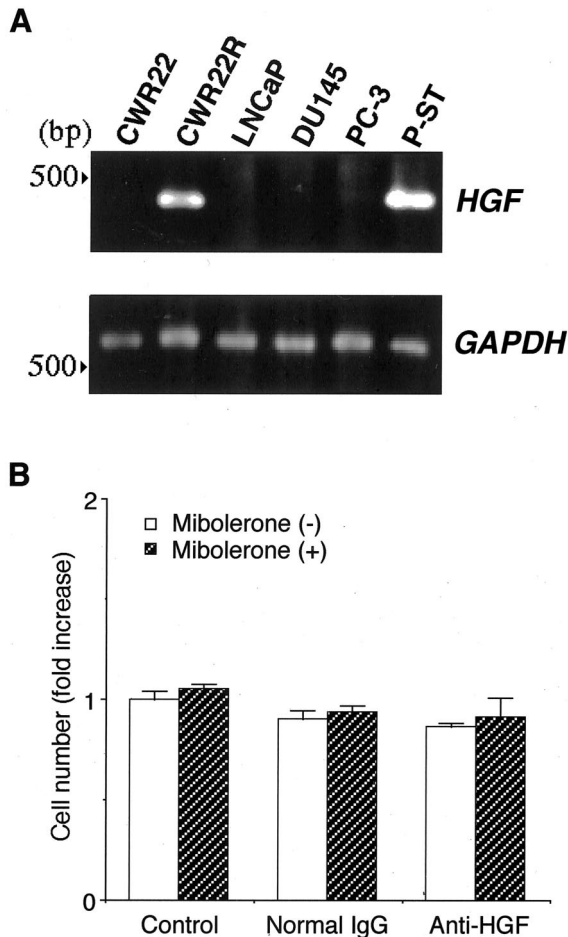 A
(bp)
CWR22
CWR22R
LNCaP
DU145
PC-3
P-ST
500
HGF
500
GAPDH
B
Cell number (fold increase)
2
1
0
Mibolerone (-)
Mibolerone (+)
Control
Normal IgG
Anti-HGF